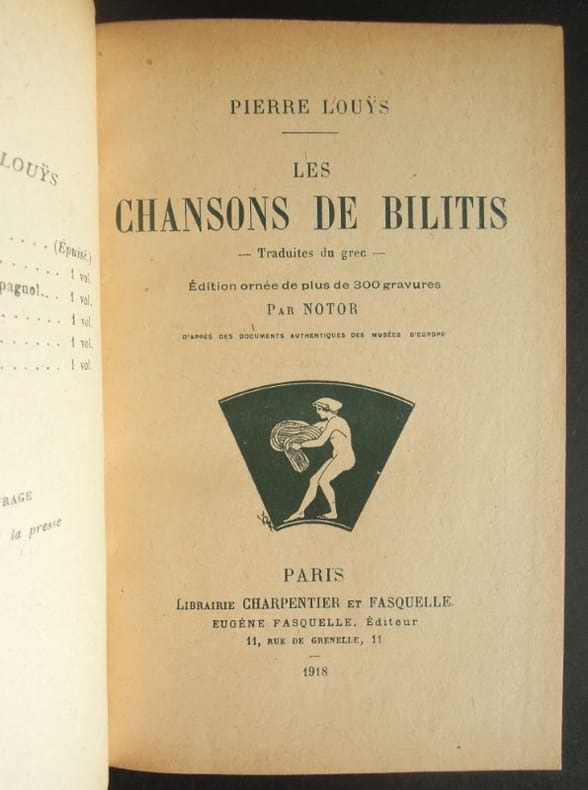 LOUŸS
. . . . (Épuisé.)
. . . . . . 1 vol.
pagnol... . 1 vol.
. . . . . . 1 vol.
. . . . . . 1 vol.
. . . . . . 1 vol.
RAGE
la presse
PIERRE LOUŸS
LES
CHANSONS DE BILITIS
— Traduites du grec —
Édition ornée de plus de 300 gravures
PAR NOTOR
D'APRÈS DES DOCUMENTS AUTHENTIQUES DES MUSÉES D'EUROPE
PARIS
LIBRAIRIE CHARPENTIER ET FASQUELLE
EUGÈNE FASQUELLE, Éditeur
11, RUE DE GRENELLE, 11
1918